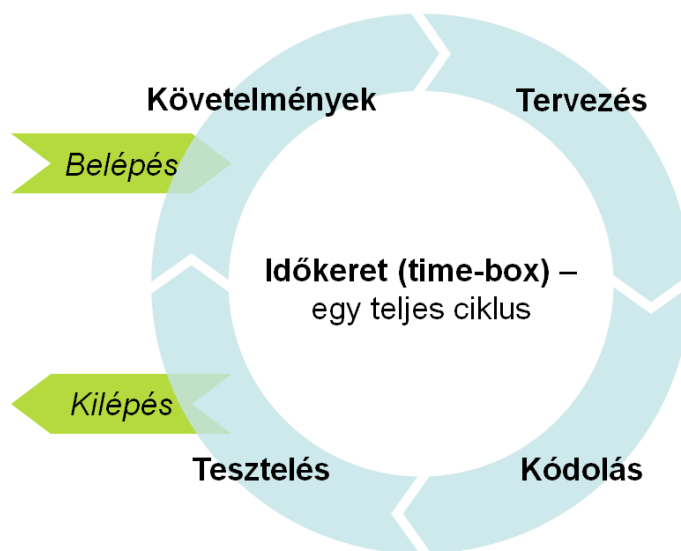 Követelmények
Tervezés
Belépés
Időkeret (time-box) –
egy teljes ciklus
Kilépés
Tesztelés
Kódolás